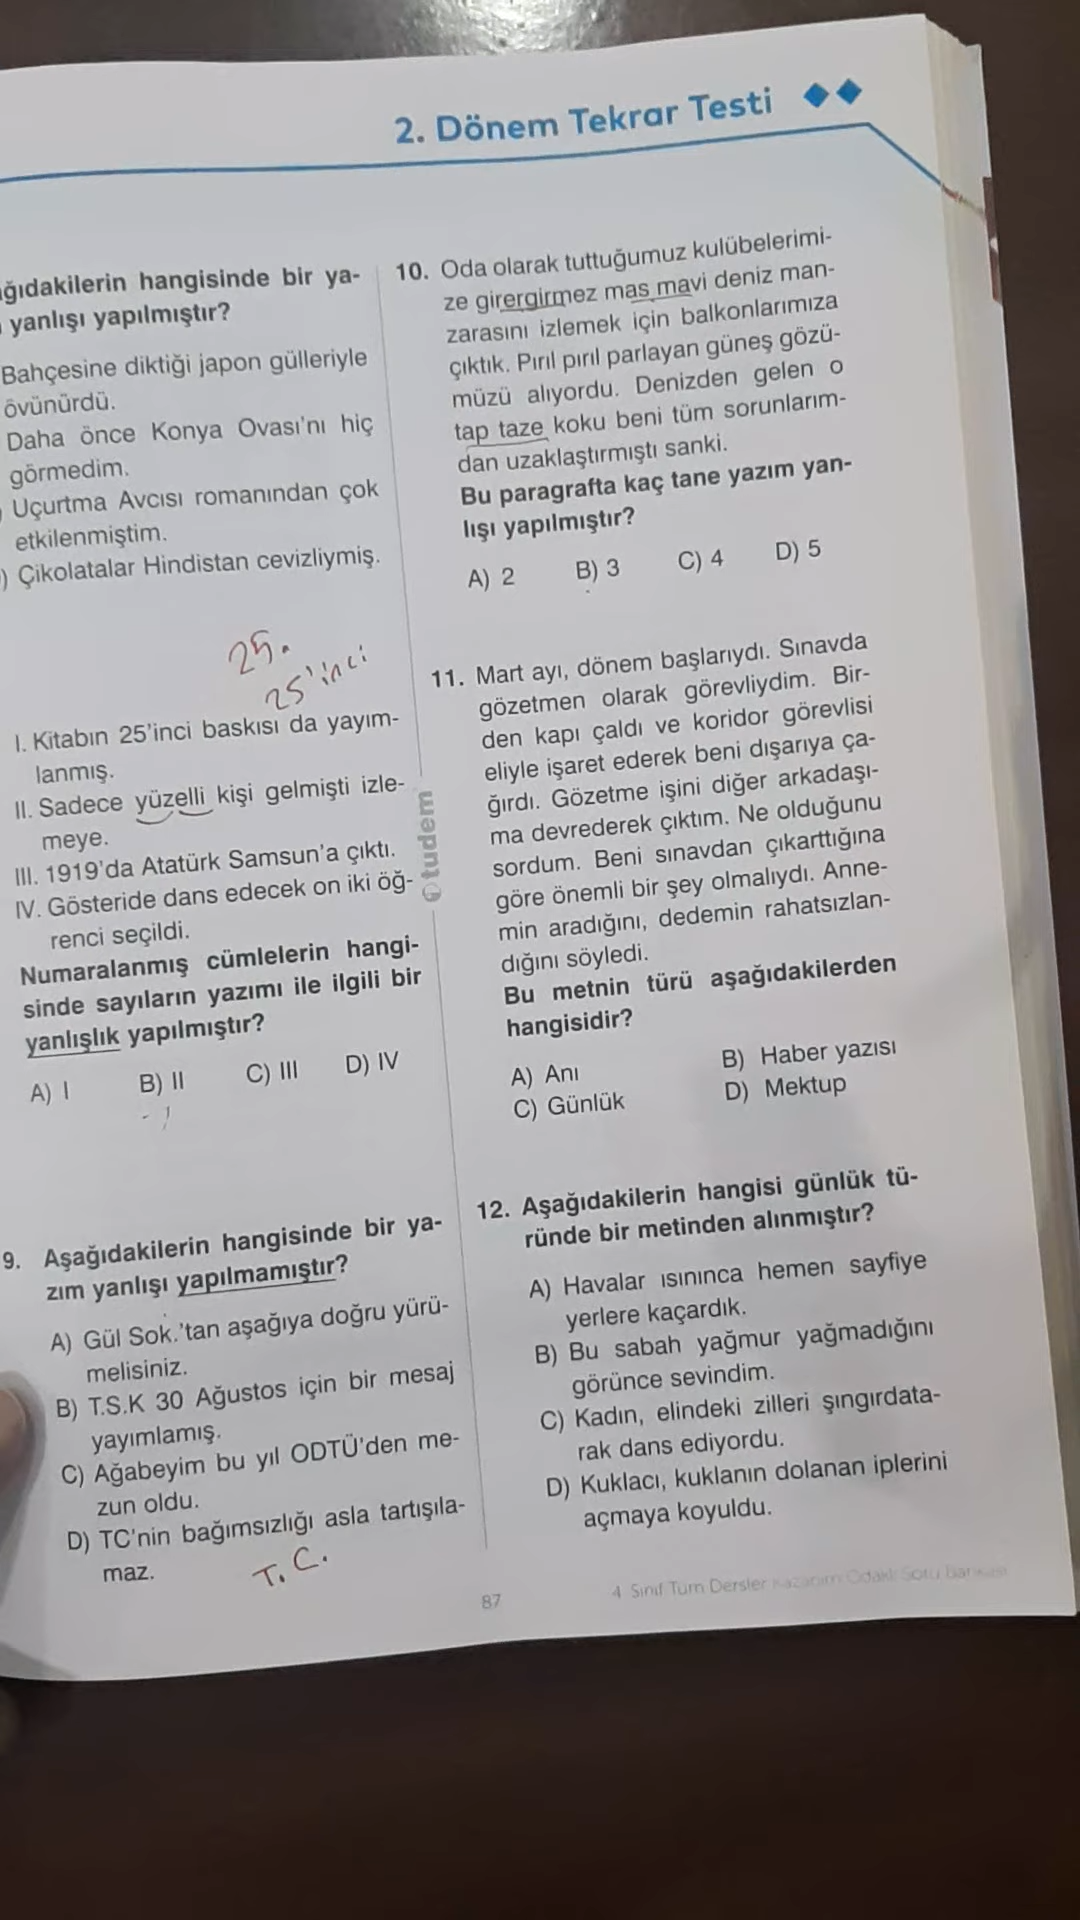 2. Dönem Tekrar Testi
ğıdakilerin hangisinde bir ya-
yanlışı yapılmıştır?
Bahçesine diktiği japon gülleriyle
övünürdü.
Daha önce Konya Ovası'nı hiç
görmedim.
Uçurtma Avcısı romanından çok
etkilenmiştim.
) Çikolatalar Hindistan cevizliymiş.
25.
25'inci
I. Kitabın 25'inci baskısı da yayım-
lanmış.
II. Sadece yüzelli kişi gelmişti izle-
meye.
III. 1919'da Atatürk Samsun'a çıktı.
IV. Gösteride dans edecek on iki öğ-
renci seçildi.
Numaralanmış cümlelerin hangi-
sinde sayıların yazımı ile ilgili bir
yanlışlık yapılmıştır?
A) I B) II C) III D) IV
9. Aşağıdakilerin hangisinde bir ya-
zım yanlışı yapılmamıştır?
A) Gül Sok.'tan aşağıya doğru yürü-
melisiniz.
B) T.S.K 30 Ağustos için bir mesaj
yayımlamış.
C) Ağabeyim bu yıl ODTÜ'den me-
zun oldu.
D) TC'nin bağımsızlığı asla tartışıla-
maz.
T.C.
tudem
10. Oda olarak tuttuğumuz kulübelerimi-
ze girergirmez mas mavi deniz man-
zarasını izlemek için balkonlarımıza
çıktık. Pırıl pırıl parlayan güneş gözü-
müzü alıyordu. Denizden gelen o
tap taze koku beni tüm sorunlarım-
dan uzaklaştırmıştı sanki.
Bu paragrafta kaç tane yazım yan-
lışı yapılmıştır?
A) 2 B) 3 C) 4 D) 5
11. Mart ayı, dönem başlarıydı. Sınavda
gözetmen olarak görevliydim. Bir-
den kapı çaldı ve koridor görevlisi
eliyle işaret ederek beni dışarıya ça-
ğırdı. Gözetme işini diğer arkadaşı-
ma devrederek çıktım. Ne olduğunu
sordum. Beni sınavdan çıkarttığına
göre önemli bir şey olmalıydı. Anne-
min aradığını, dedemin rahatsızlan-
dığını söyledi.
Bu metnin türü aşağıdakilerden
hangisidir?
A) Anı B) Haber yazısı
C) Günlük D) Mektup
12. Aşağıdakilerin hangisi günlük tü-
ründe bir metinden alınmıştır?
A) Havalar ısınınca hemen sayfiye
yerlere kaçardık.
B) Bu sabah yağmur yağmadığını
görünce sevindim.
C) Kadın, elindeki zilleri şıngırdata-
rak dans ediyordu.
D) Kuklacı, kuklanın dolanan iplerini
açmaya koyuldu.
87
4. Sınıf Tüm Dersler Kazanım Odaklı Soru Bankası